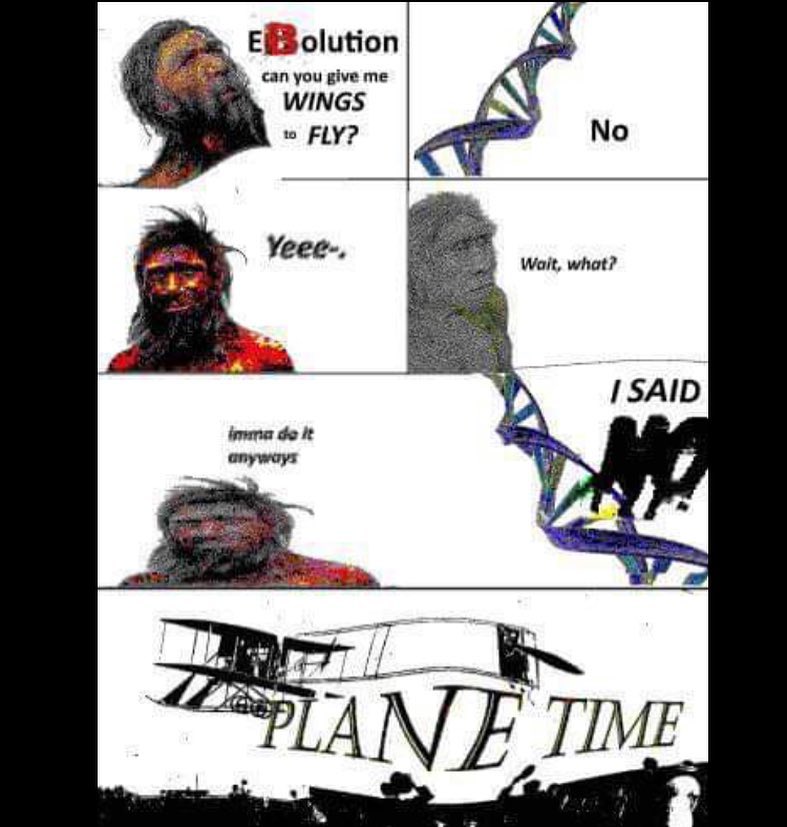 EBolution
can you give me
WINGS
to FLY?
No
Yeee-.
Wait, what?
I SAID
NO
imma do it
anyways
PLANE TIME